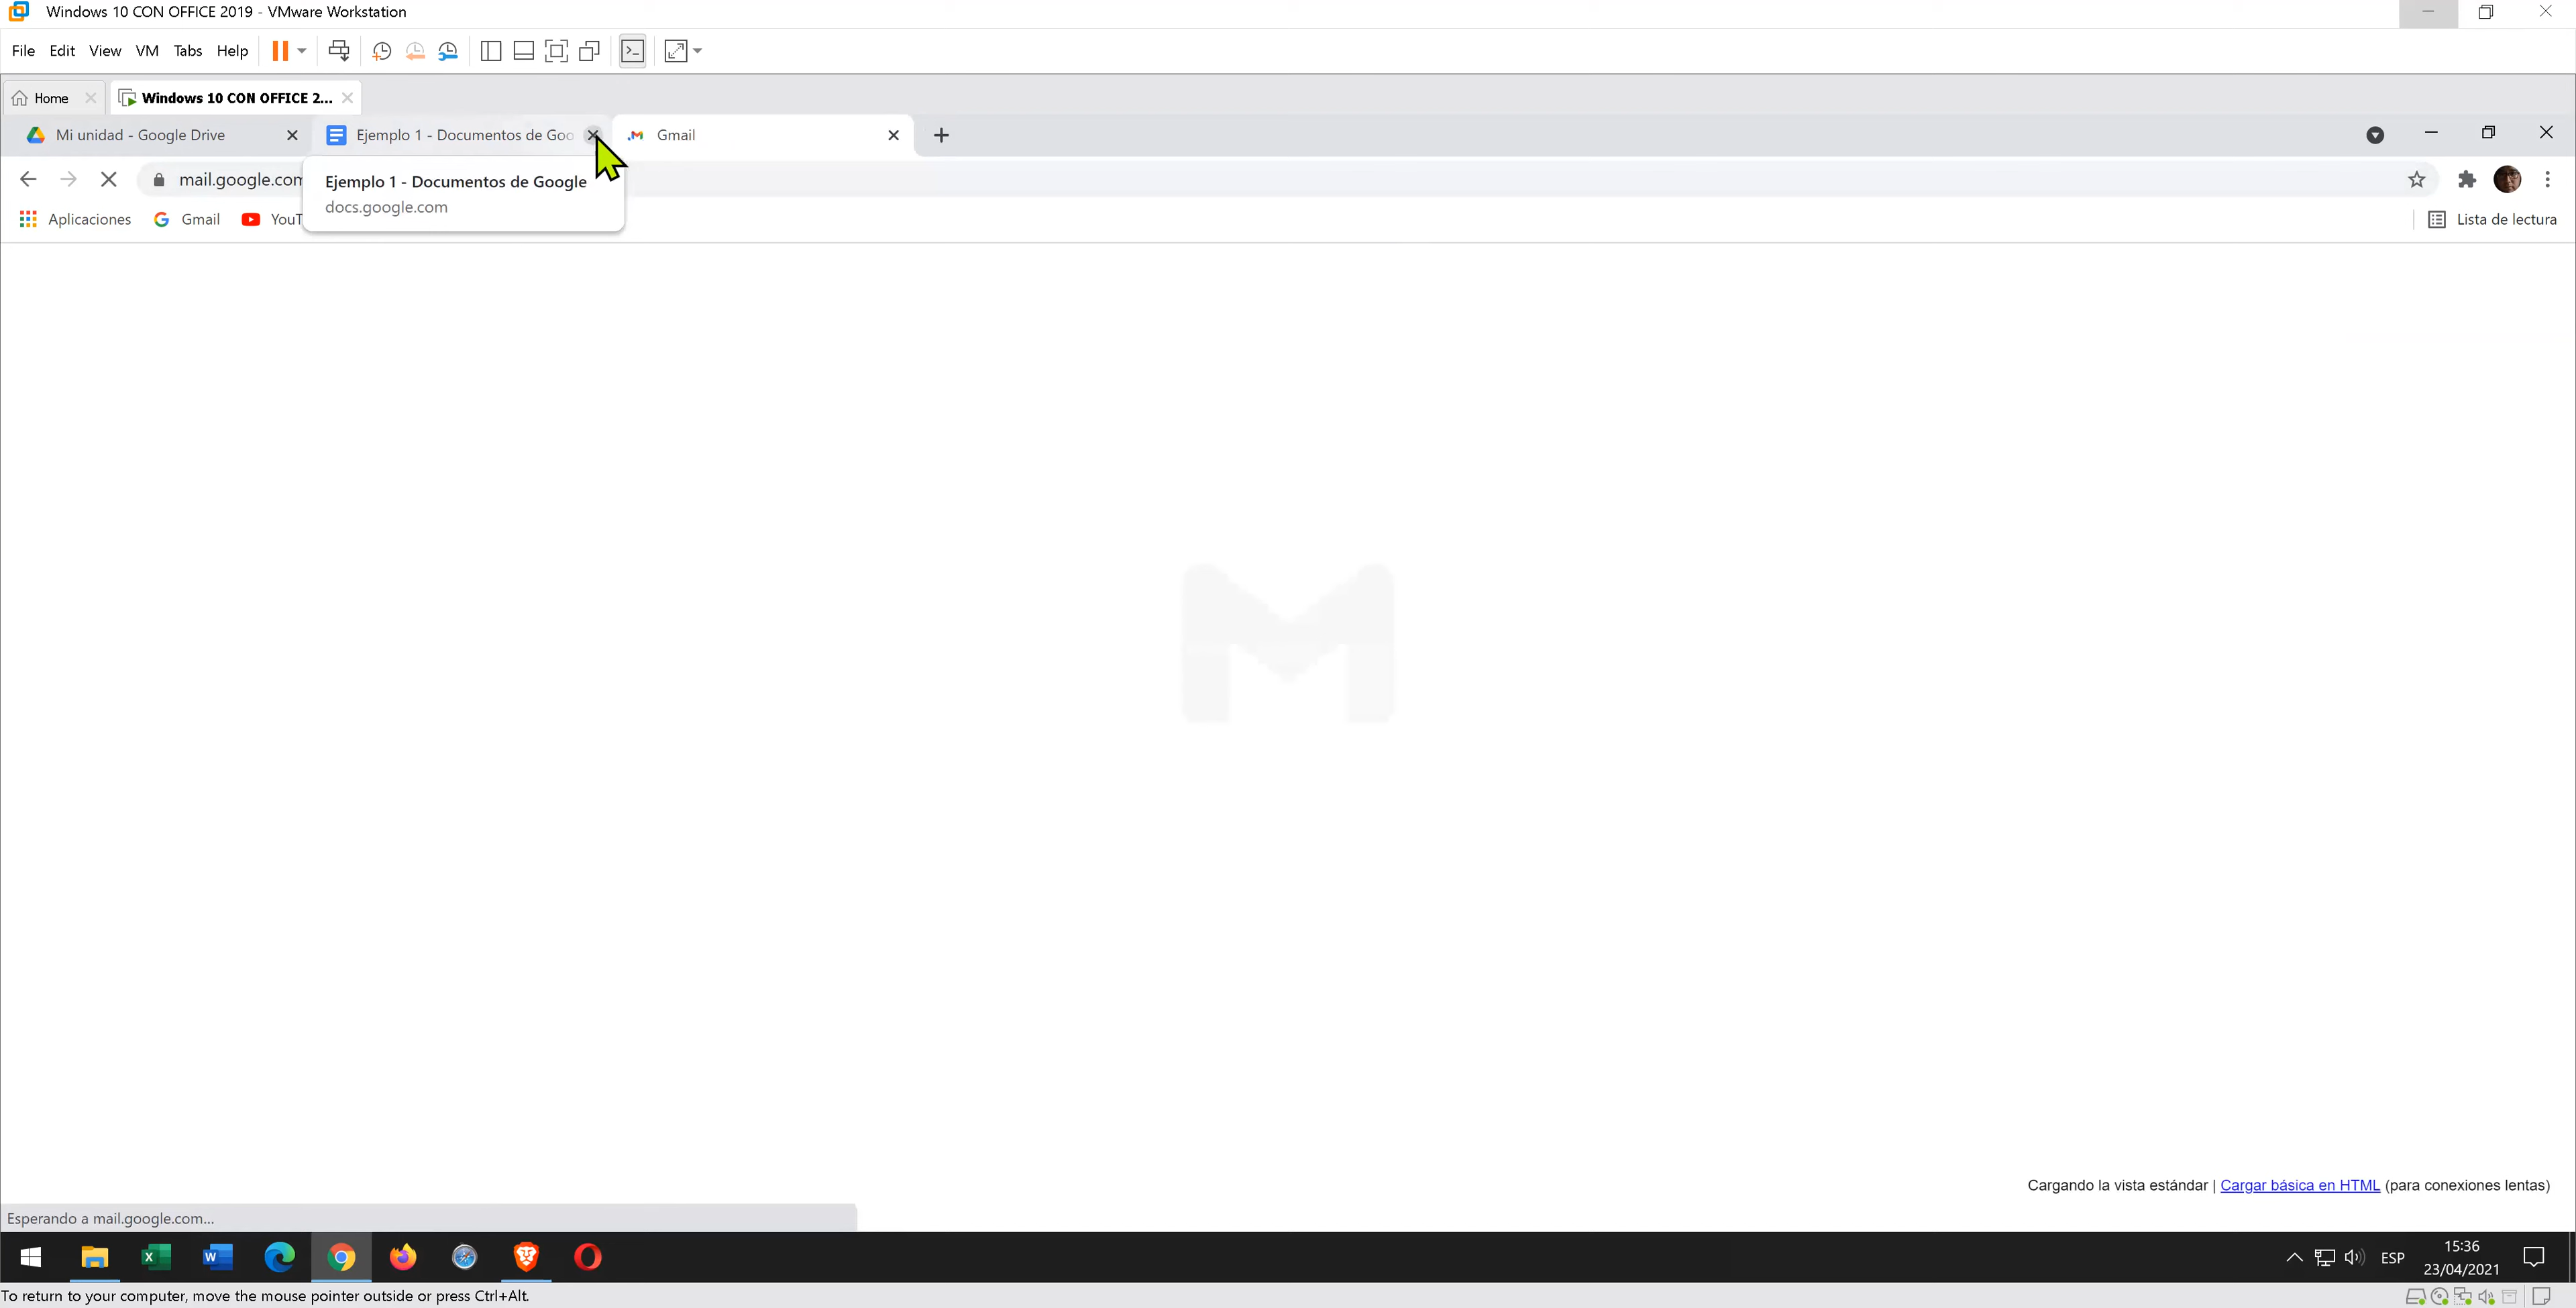 Windows 10 CON OFFICE 2019 - VMware Workstation
File Edit View VM Tabs Help
Home Windows 10 CON OFFICE 2...
Mi unidad - Google Drive Ejemplo 1 - Documentos de Goo Gmail
mail.google.com
Ejemplo 1 - Documentos de Google
docs.google.com
Aplicaciones Gmail YouT Lista de lectura
Cargando la vista estándar | Cargar básica en HTML (para conexiones lentas)
Esperando a mail.google.com...
ESP
15:36
23/04/2021
To return to your computer, move the mouse pointer outside or press Ctrl+Alt.